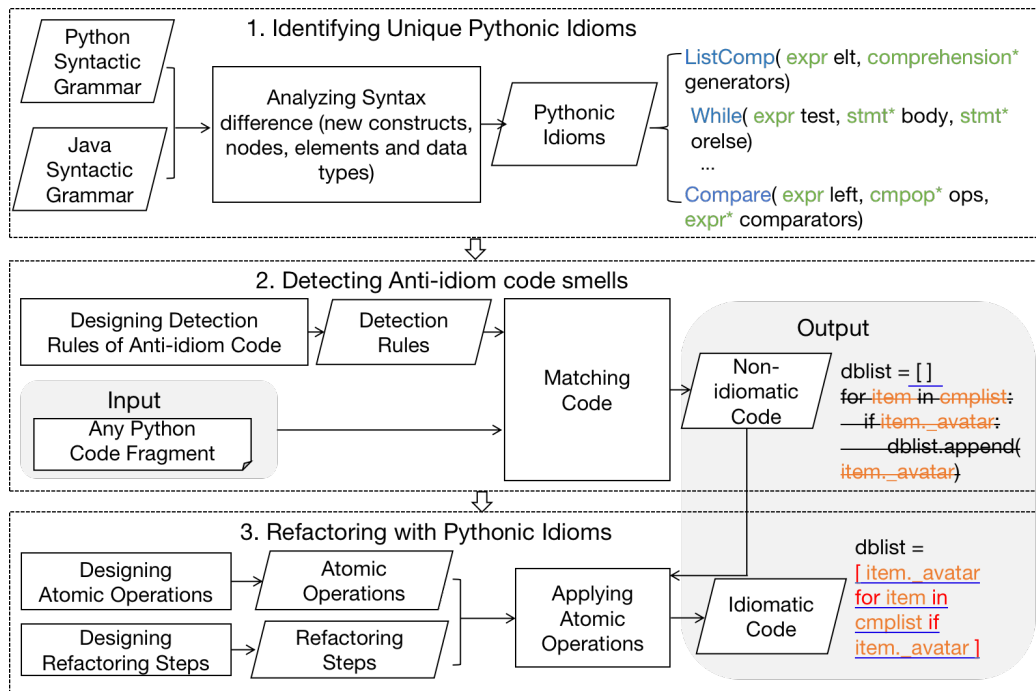 1. Identifying Unique Pythonic Idioms
Python
Syntactic
Grammar
Java
Syntactic
Grammar
Analyzing Syntax
difference (new constructs,
nodes, elements and data
types)
Pythonic
Idioms
ListComp( expr elt, comprehension*
generators)
While( expr test, stmt* body, stmt*
orelse)
...
Compare( expr left, cmpop* ops,
expr* comparators)
2. Detecting Anti-idiom code smells
Designing Detection
Rules of Anti-idiom Code
Detection
Rules
Input
Any Python
Code Fragment
Matching
Code
Output
Non-
idiomatic
Code
dblist = [ ]
for item in cmplist:
if item._avatar:
dblist.append(
item._avatar)
3. Refactoring with Pythonic Idioms
Designing
Atomic Operations
Atomic
Operations
Designing
Refactoring Steps
Refactoring
Steps
Applying
Atomic
Operations
Idiomatic
Code
dblist =
[ item._avatar
for item in
cmplist if
item._avatar ]